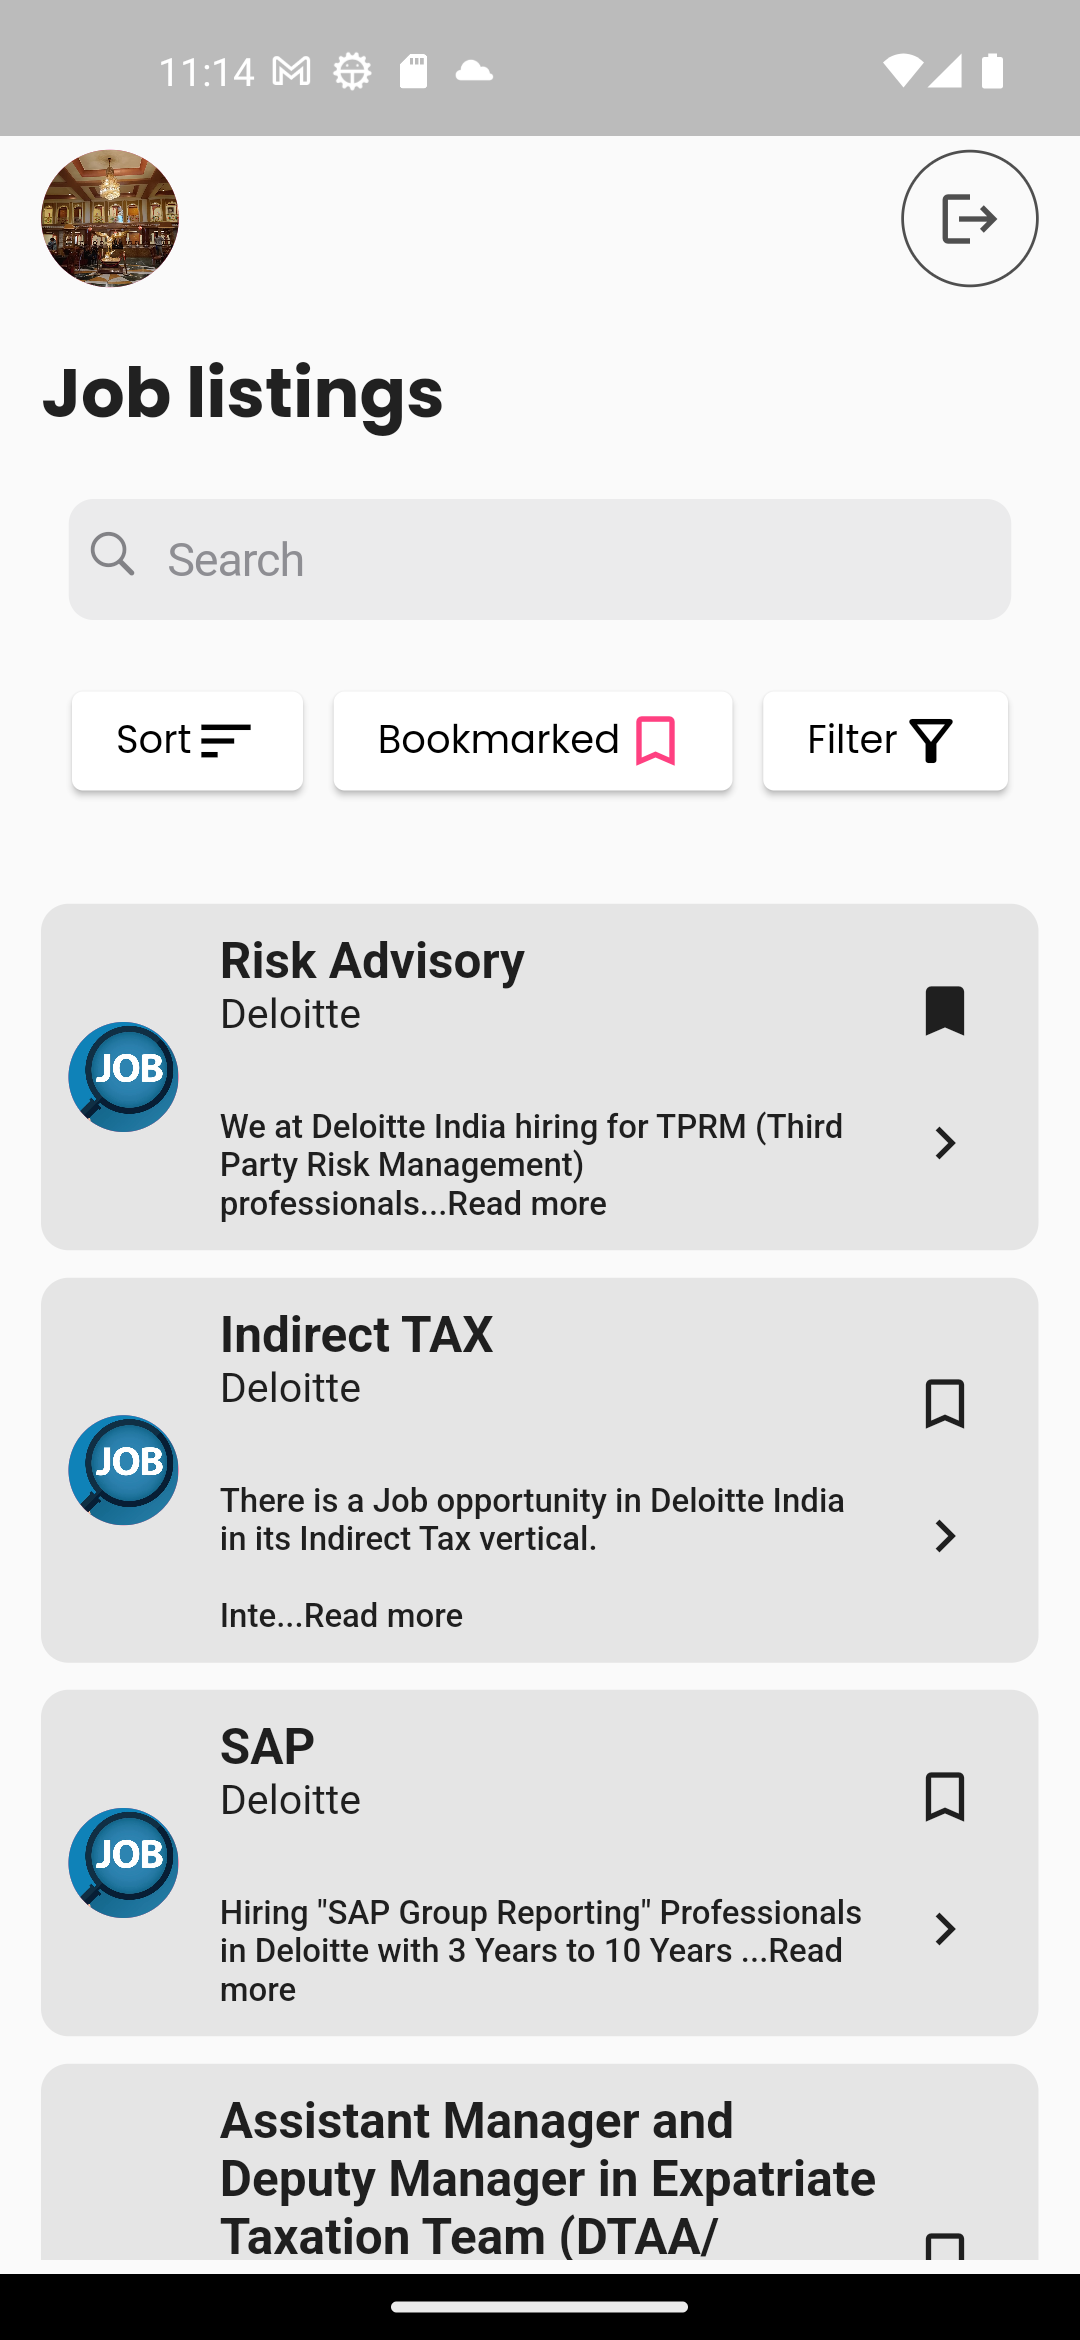 11:14
Job listings
Search
Sort
Bookmarked
Filter
Risk Advisory
Deloitte
JOB
We at Deloitte India hiring for TPRM (Third
Party Risk Management)
professionals...Read more
Indirect TAX
Deloitte
JOB
There is a Job opportunity in Deloitte India
in its Indirect Tax vertical.
Inte...Read more
SAP
Deloitte
JOB
Hiring "SAP Group Reporting" Professionals
in Deloitte with 3 Years to 10 Years ...Read
more
Assistant Manager and
Deputy Manager in Expatriate
Taxation Team (DTAA/